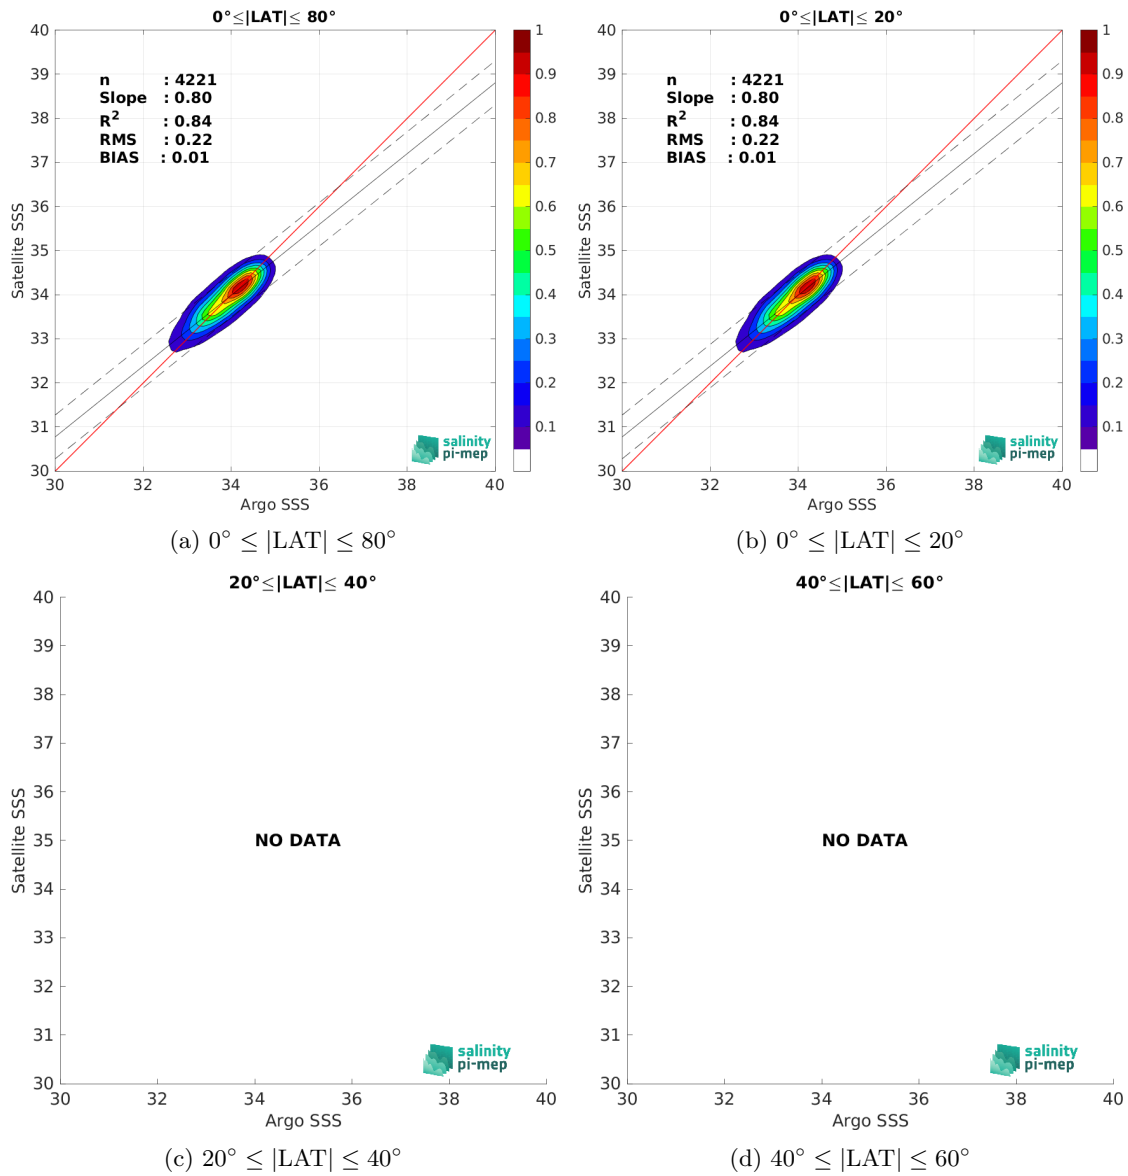 0°≤|LAT|≤ 80°
40
39
38
37
36
35
34
33
32
31
30
Satellite SSS
n : 4221
Slope : 0.80
R² : 0.84
RMS : 0.22
BIAS : 0.01
salinity
pi-mep
30 32 34 36 38 40
Argo SSS
1
0.9
0.8
0.7
0.6
0.5
0.4
0.3
0.2
0.1
(a) 0° ≤ |LAT| ≤ 80°
0°≤|LAT|≤ 20°
40
39
38
37
36
35
34
33
32
31
30
Satellite SSS
n : 4221
Slope : 0.80
R² : 0.84
RMS : 0.22
BIAS : 0.01
salinity
pi-mep
30 32 34 36 38 40
Argo SSS
1
0.9
0.8
0.7
0.6
0.5
0.4
0.3
0.2
0.1
(b) 0° ≤ |LAT| ≤ 20°
20°≤|LAT|≤ 40°
40
39
38
37
36
35
34
33
32
31
30
Satellite SSS
NO DATA
salinity
pi-mep
30 32 34 36 38 40
Argo SSS
(c) 20° ≤ |LAT| ≤ 40°
40°≤|LAT|≤ 60°
40
39
38
37
36
35
34
33
32
31
30
Satellite SSS
NO DATA
salinity
pi-mep
30 32 34 36 38 40
Argo SSS
(d) 40° ≤ |LAT| ≤ 60°